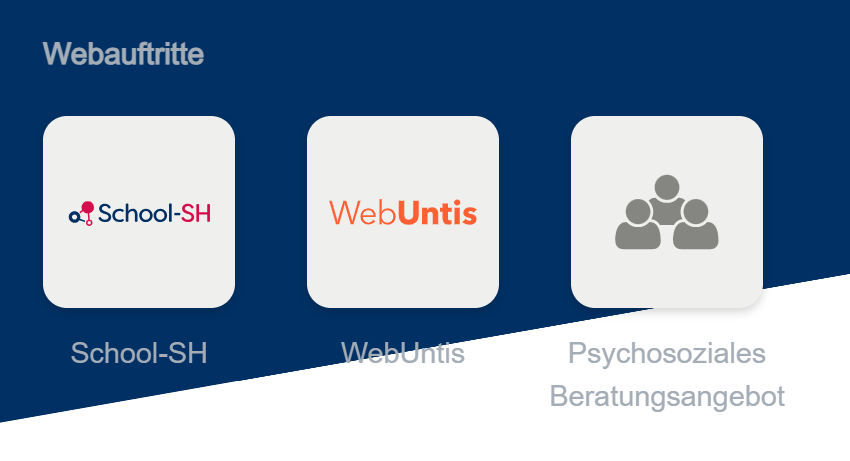 Webauftritte
School-SH
WebUntis
School-SH
WebUntis
Psychosoziales
Beratungsangebot